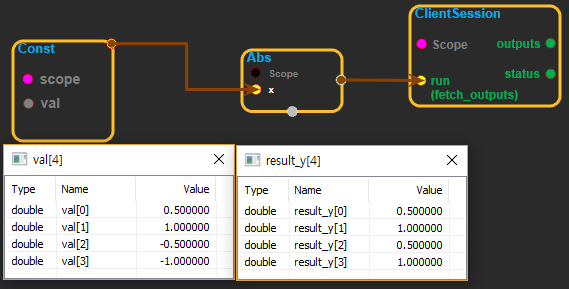 Const
scope
val
Abs
Scope
x
ClientSession
Scope
outputs
status
run
(fetch_outputs)
val[4]
Type Name Value
double val[0] 0.500000
double val[1] 1.000000
double val[2] -0.500000
double val[3] -1.000000
result_y[4]
Type Name Value
double result_y[0] 0.500000
double result_y[1] 1.000000
double result_y[2] 0.500000
double result_y[3] 1.000000